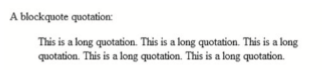 A blockquote quotation:
This is a long quotation. This is a long quotation. This is a long
quotation. This is a long quotation. This is a long quotation.